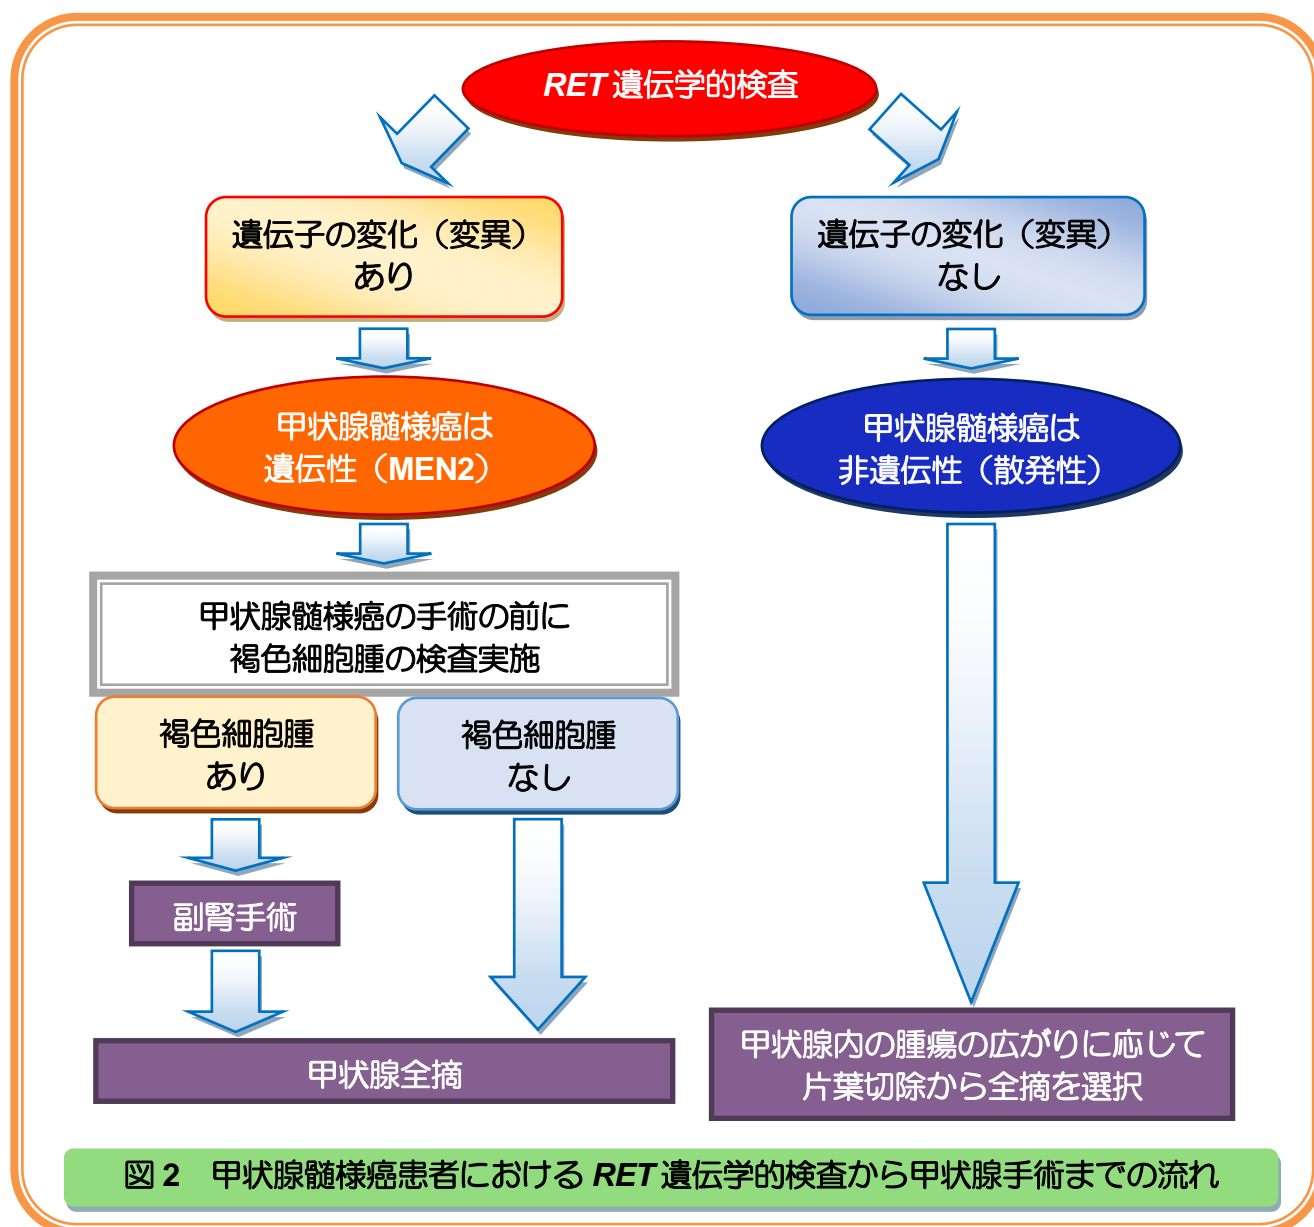 RET 遺伝学的検査
遺伝子の変化（変異）
あり
遺伝子の変化（変異）
なし
甲状腺髄様癌は
遺伝性（MEN2）
甲状腺髄様癌は
非遺伝性（散発性）
甲状腺髄様癌の手術の前に
褐色細胞腫の検査実施
褐色細胞腫
あり
褐色細胞腫
なし
副腎手術
甲状腺全摘
甲状腺内の腫瘍の広がりに応じて
片葉切除から全摘を選択
図 2　甲状腺髄様癌患者における RET 遺伝学的検査から甲状腺手術までの流れ